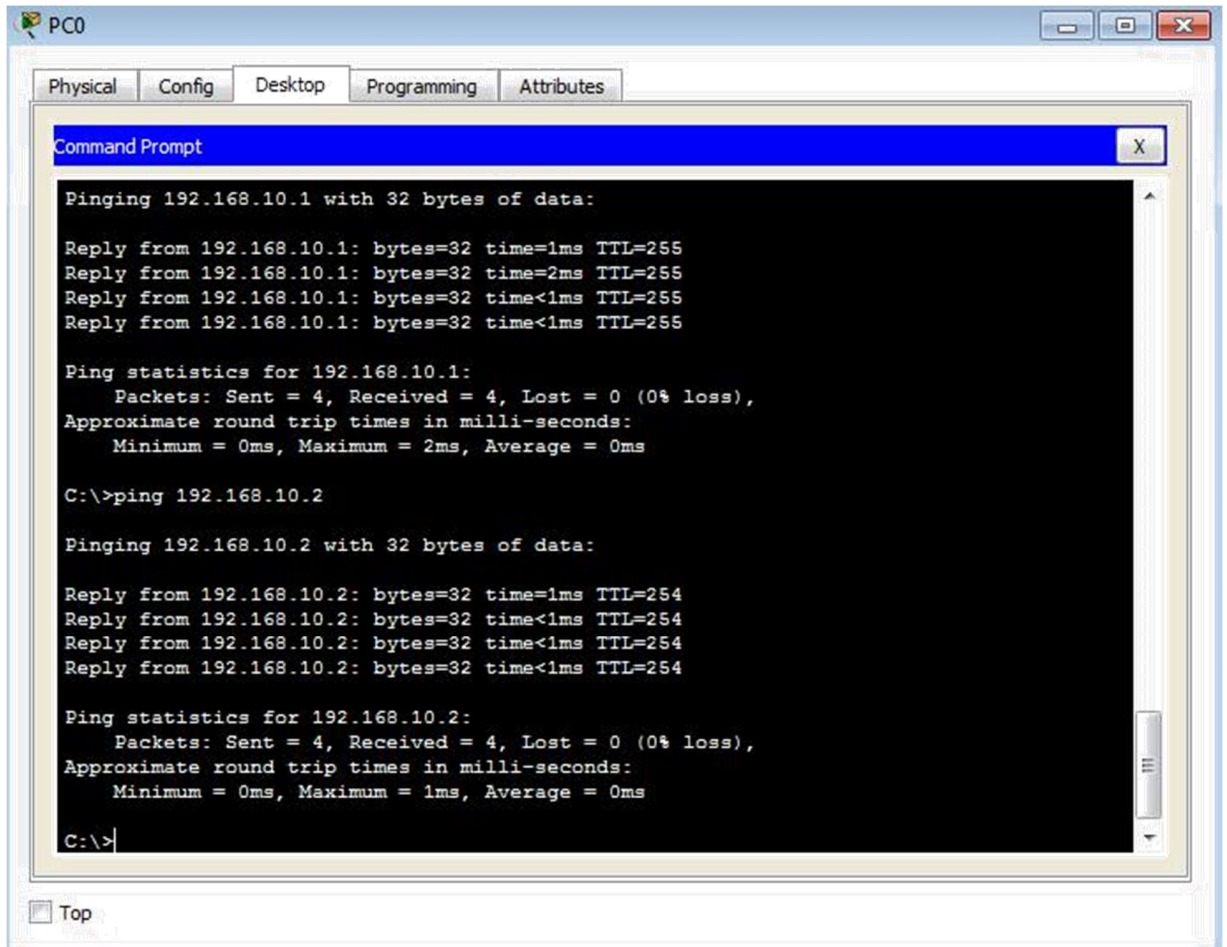 PC0
Physical Config Desktop Programming Attributes
Command Prompt X
Pinging 192.168.10.1 with 32 bytes of data:
Reply from 192.168.10.1: bytes=32 time=1ms TTL=255
Reply from 192.168.10.1: bytes=32 time=2ms TTL=255
Reply from 192.168.10.1: bytes=32 time<1ms TTL=255
Reply from 192.168.10.1: bytes=32 time<1ms TTL=255
Ping statistics for 192.168.10.1:
Packets: Sent = 4, Received = 4, Lost = 0 (0% loss),
Approximate round trip times in milli-seconds:
Minimum = 0ms, Maximum = 2ms, Average = 0ms
C:\>ping 192.168.10.2
Pinging 192.168.10.2 with 32 bytes of data:
Reply from 192.168.10.2: bytes=32 time=1ms TTL=254
Reply from 192.168.10.2: bytes=32 time<1ms TTL=254
Reply from 192.168.10.2: bytes=32 time<1ms TTL=254
Reply from 192.168.10.2: bytes=32 time<1ms TTL=254
Ping statistics for 192.168.10.2:
Packets: Sent = 4, Received = 4, Lost = 0 (0% loss),
Approximate round trip times in milli-seconds:
Minimum = 0ms, Maximum = 1ms, Average = 0ms
C:\>
Top